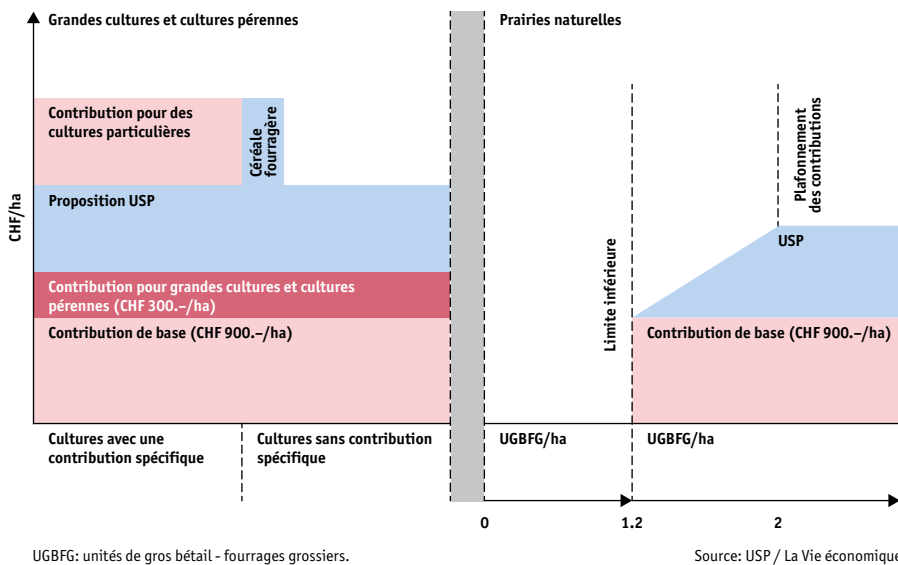 Grandes cultures et cultures pérennes
Prairies naturelles
CHF/ha
Contribution pour des
cultures particulières
Céréale
fourragère
Proposition USP
Contribution pour grandes cultures et cultures
pérennes (CHF 300.–/ha)
Contribution de base (CHF 900.–/ha)
Limite inférieure
Plafonnement
des contributions
USP
Contribution de base (CHF 900.–/ha)
Cultures avec une
contribution spécifique
Cultures sans contribution
spécifique
UGBFG/ha
UGBFG/ha
0
1.2
2
UGBFG: unités de gros bétail - fourrages grossiers.
Source: USP / La Vie économique